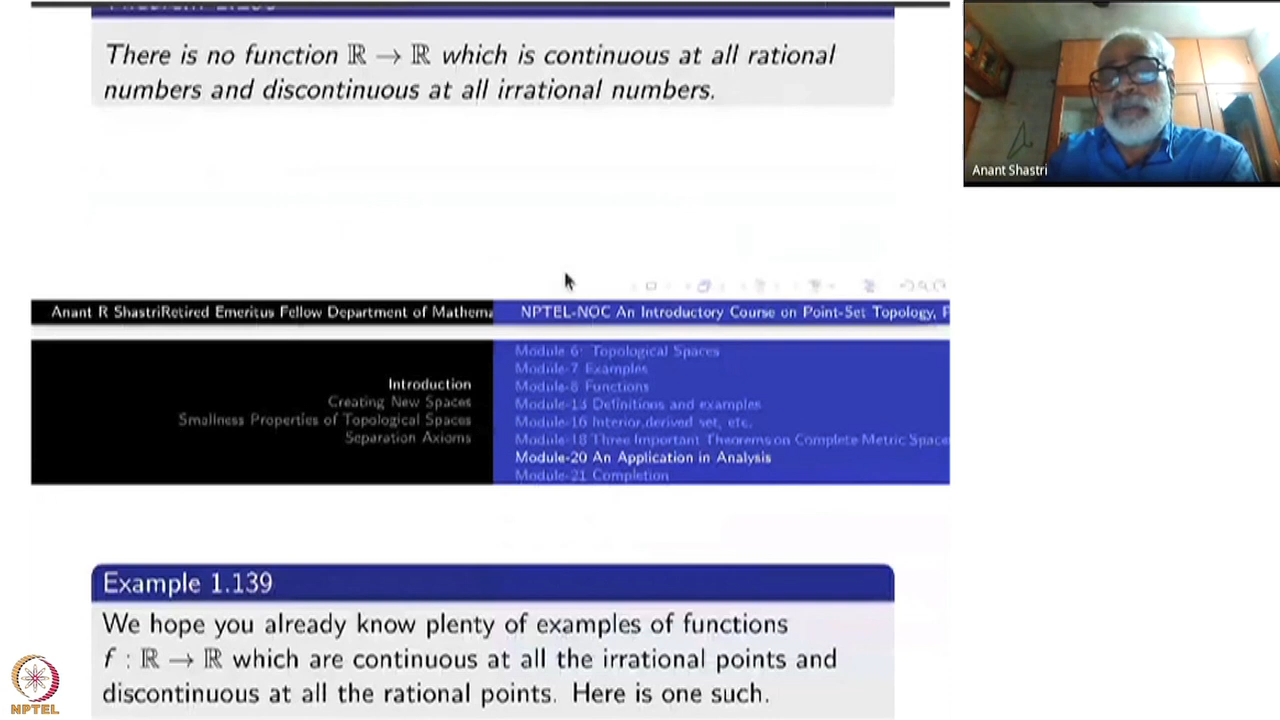 There is no function ℝ → ℝ which is continuous at all rational
numbers and discontinuous at all irrational numbers.
Anant Shastri
Anant R ShastriRetired Emeritus Fellow Department of Mathema
NPTEL-NOC An Introductory Course on Point-Set Topology, P
Introduction
Creating New Spaces
Smallness Properties of Topological Spaces
Separation Axioms
Module 6: Topological Spaces
Module-7 Examples
Module-8 Functions
Module-13 Definitions and examples
Module-16 Interior,derived set, etc.
Module-18 Three Important Theorems on Complete Metric Space
Module-20 An Application in Analysis
Module-21 Completion
Example 1.139
We hope you already know plenty of examples of functions
f : ℝ → ℝ which are continuous at all the irrational points and
discontinuous at all the rational points. Here is one such.
NPTEL